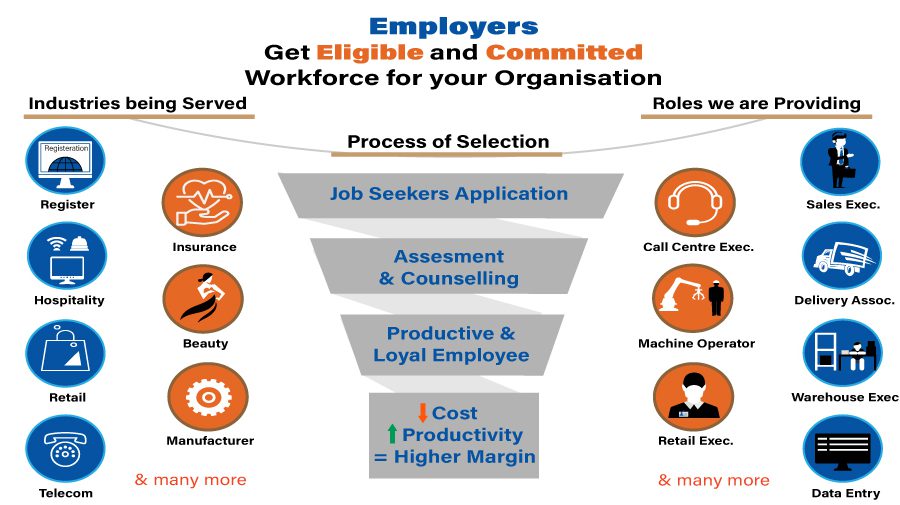 Employers
Get Eligible and Committed
Workforce for your Organisation
Industries being Served
Registeration
Register
Insurance
Hospitality
Beauty
Retail
Manufacturer
Telecom
& many more
Process of Selection
Job Seekers Application
Assesment
& Counselling
Productive &
Loyal Employee
Cost
Productivity
= Higher Margin
Roles we are Providing
Sales Exec.
Call Centre Exec.
Delivery Assoc.
Machine Operator
Warehouse Exec
Retail Exec.
Data Entry
& many more